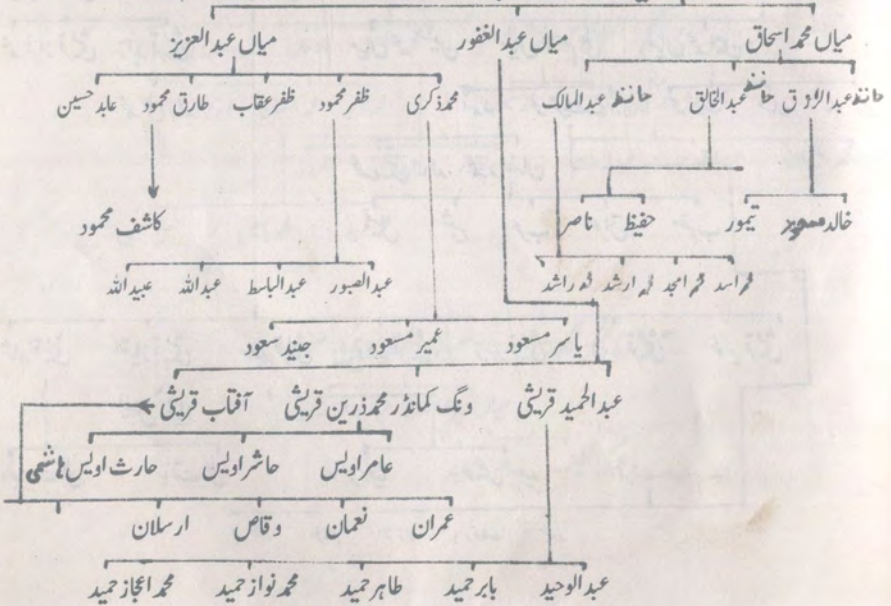 میاں محمد اسحاق میاں عبدالغفور میاں عبدالعزیز
حافظ عبدالرزاق حافظ عبدالخالق حافظ عبدالمالک محمد ذکری ظفر محمود ظفر عقاب طارق محمود عابد حسین
خالد تیمور حفیظ ناصر کاشف محمود
محمد اسد محمد امجد محمد ارشد محمد راشد عبدالصبور عبدالباسط عبداللہ عبیداللہ
یاسر مسعود عمیر مسعود جنید سعود
عبدالحمید قریشی ونگ کمانڈر محمد ذرین قریشی آفتاب قریشی
عامر اویس حاشر اویس حارث اویس ہاشمی
عمران نعمان وقاص ارسلان
عبدالوحید بابر حمید طاہر حمید محمد نواز حمید محمد اعجاز حمید